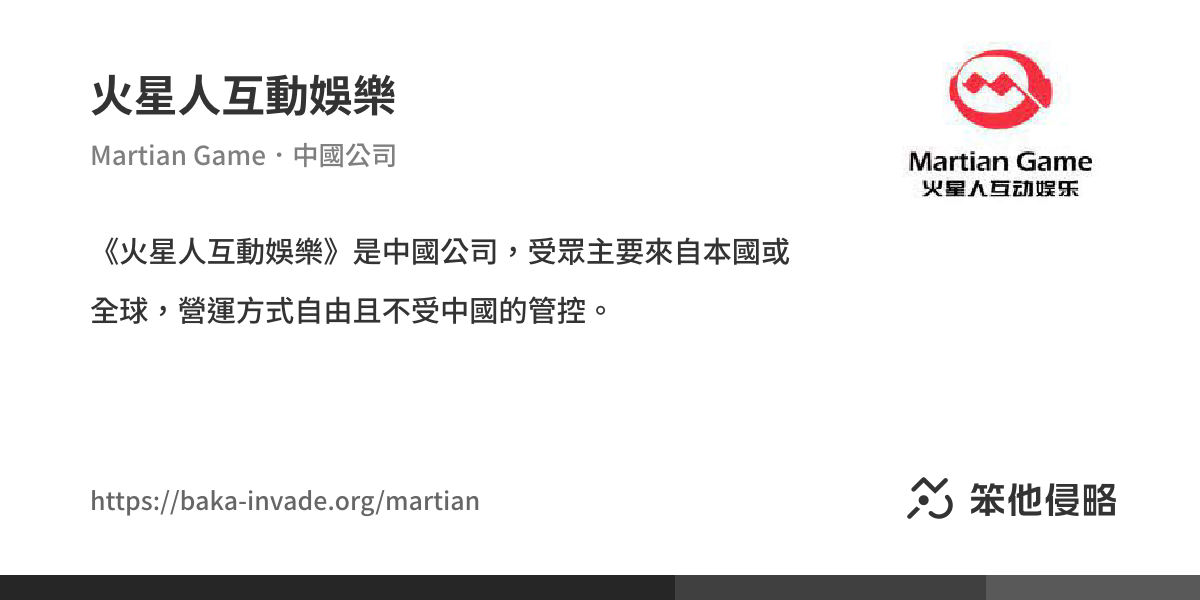 火星人互動娛樂
Martian Game・中國公司
Martian Game
火星人互动娱乐
《火星人互動娛樂》是中國公司，受眾主要來自本國或
全球，營運方式自由且不受中國的管控。
https://baka-invade.org/martian
笨他侵略